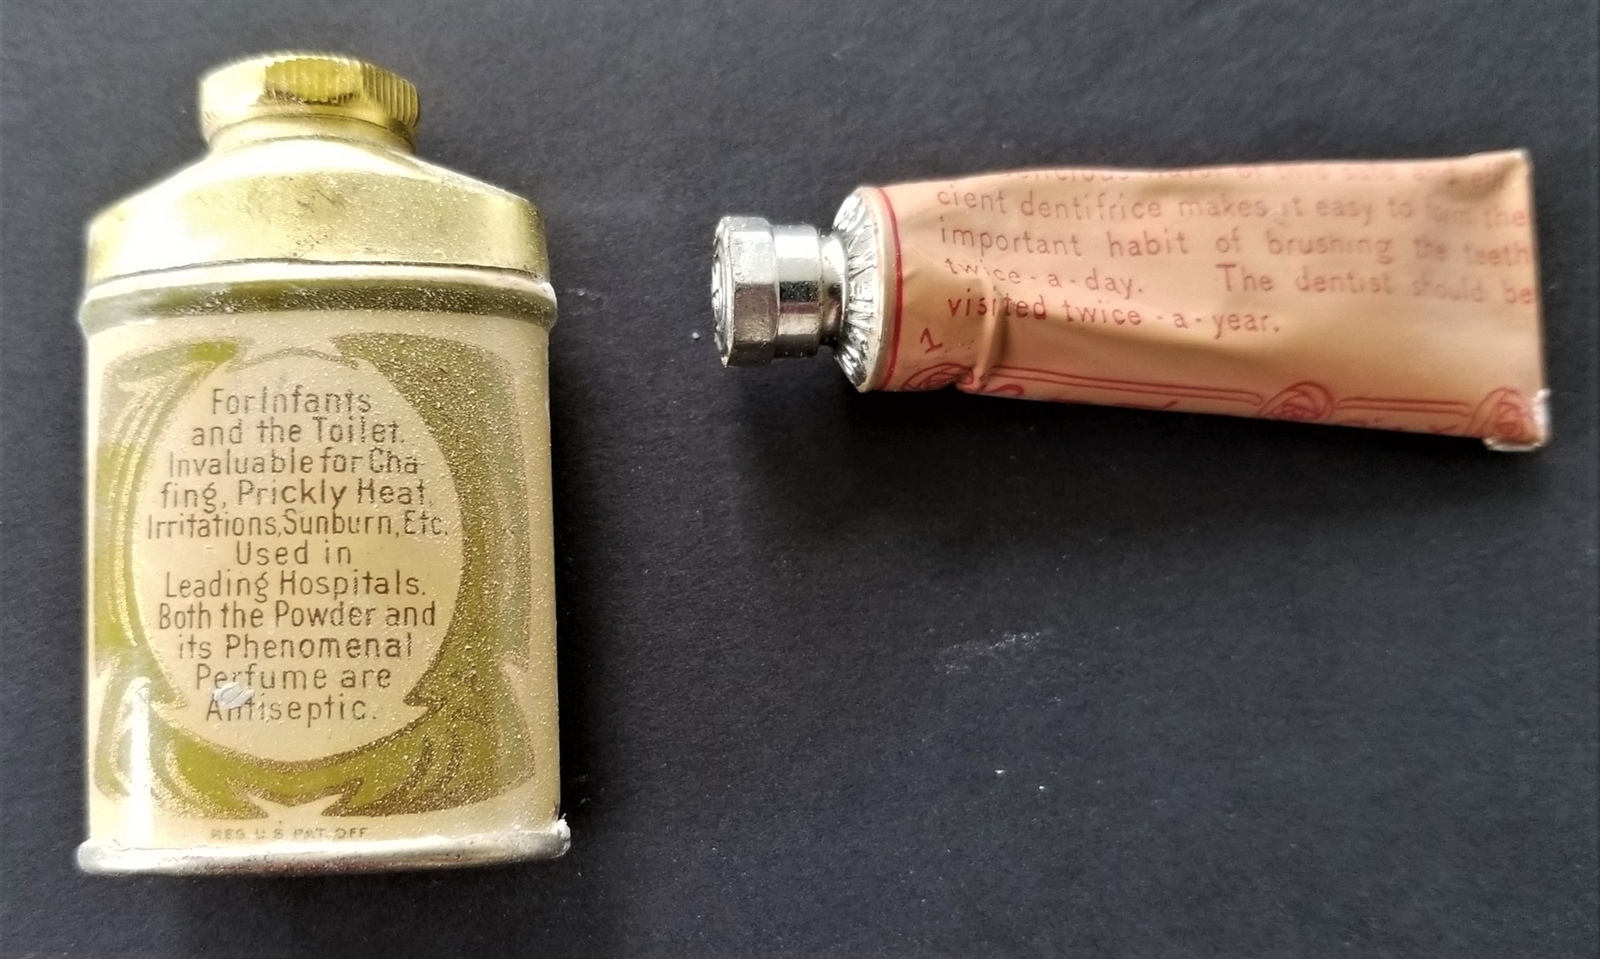 For Infants
and the Toilet.
Invaluable for Cha-
fing, Prickly Heat,
Irritations, Sunburn, Etc.
Used in
Leading Hospitals.
Both the Powder and
its Phenomenal
Perfume are
Antiseptic.
REG. U.S. PAT. OFF.
cient dentifrice makes it easy to form the
important habit of brushing the teeth
twice-a-day. The dentist should be
visited twice-a-year.
1